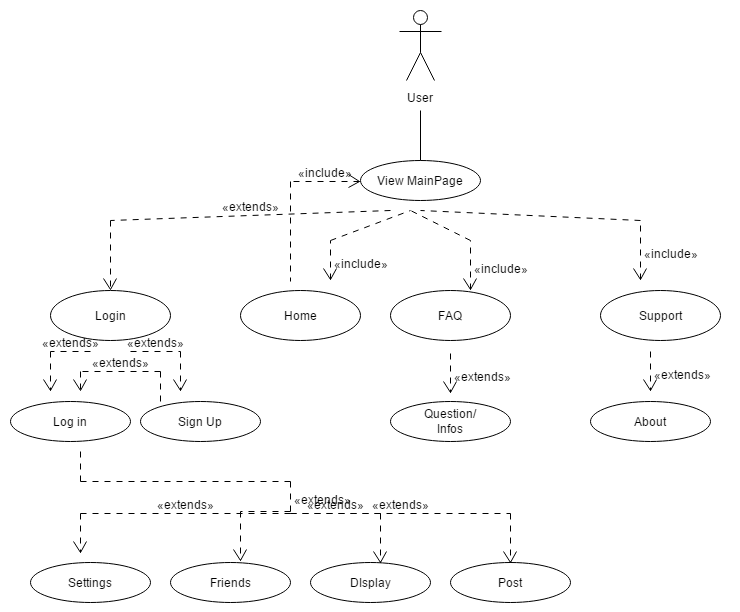 User
«include»
View MainPage
«extends»
«include»
«include»
«include»
Login
Home
FAQ
Support
«extends»
«extends»
«extends»
«extends»
«extends»
Log in
Sign Up
Question/
Infos
About
«extends»
«extends»
«extends»
«extends»
Settings
Friends
DIsplay
Post